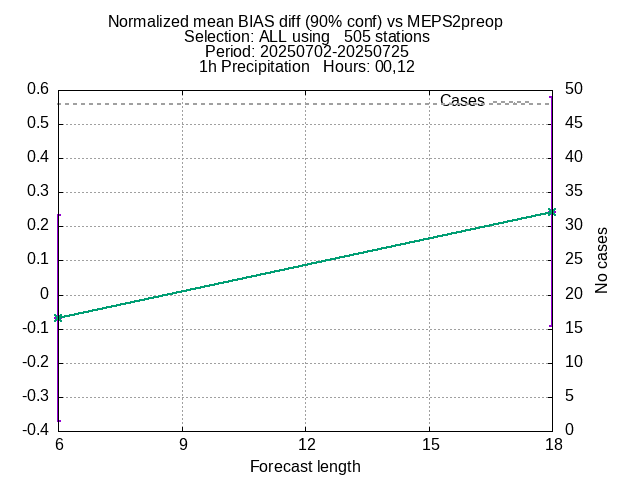 Normalized mean BIAS diff (90% conf) vs MEPS2preop
Selection: ALL using   505 stations
Period: 20250702-20250725
1h Precipitation   Hours: 00,12
Cases
0.6
0.5
0.4
0.3
0.2
0.1
0
-0.1
-0.2
-0.3
-0.4
50
45
40
35
30
25
20
15
10
5
0
No cases
6 9 12 15 18
Forecast length